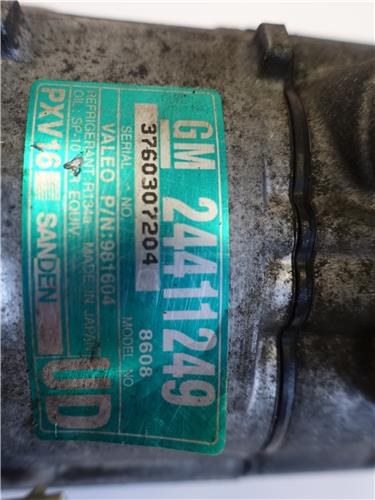 GM 24411249
SERIAL NO. MODEL NO.
3760307204 8608
VALEO P/N:981604
REFRIGERANT R134a MADE IN JAPAN
OIL: SP-10 EQUIV.
PXV16 SANDEN UD